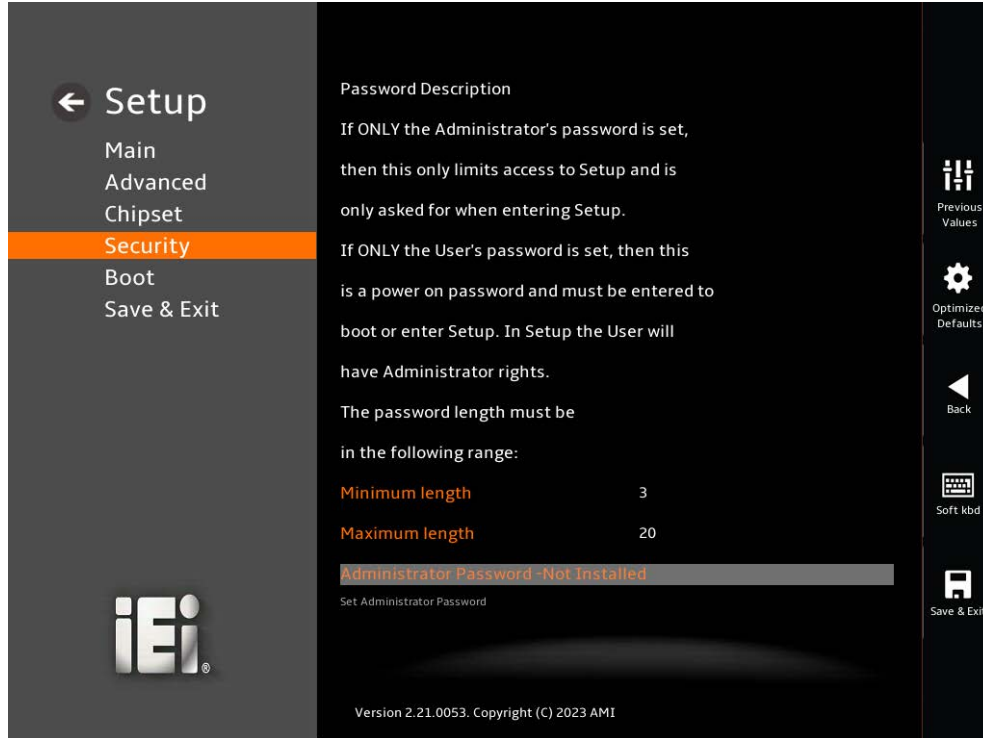 Setup
Main
Advanced
Chipset
Security
Boot
Save & Exit
iEi®
Password Description
If ONLY the Administrator's password is set,
then this only limits access to Setup and is
only asked for when entering Setup.
If ONLY the User's password is set, then this
is a power on password and must be entered to
boot or enter Setup. In Setup the User will
have Administrator rights.
The password length must be
in the following range:
Minimum length 3
Maximum length 20
Administrator Password -Not Installed
Set Administrator Password
Version 2.21.0053. Copyright (C) 2023 AMI
Previous
Values
Optimized
Defaults
Back
Soft kbd
Save & Exit